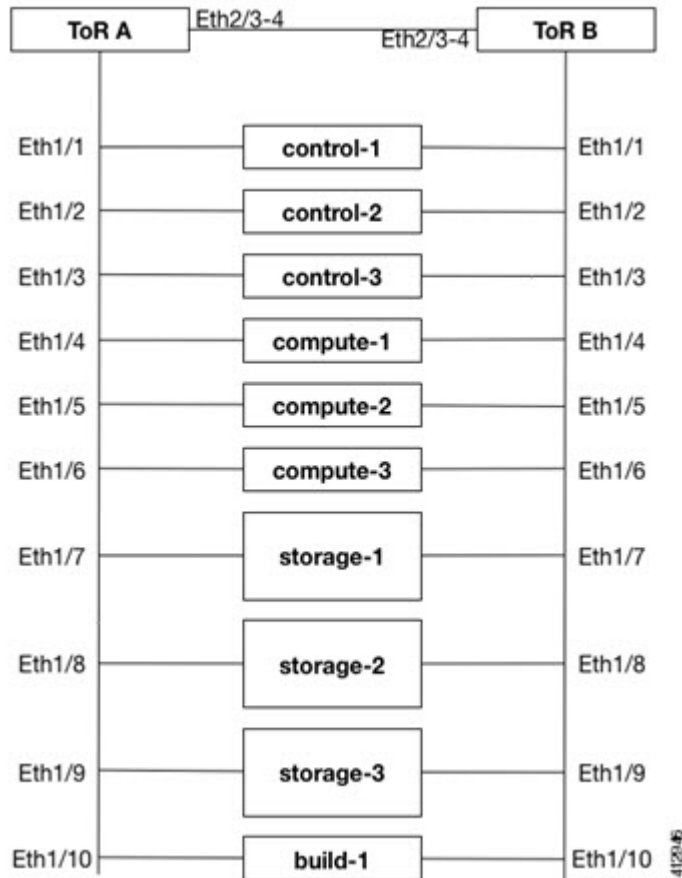 ToR A Eth2/3-4 Eth2/3-4 ToR B
Eth1/1 control-1 Eth1/1
Eth1/2 control-2 Eth1/2
Eth1/3 control-3 Eth1/3
Eth1/4 compute-1 Eth1/4
Eth1/5 compute-2 Eth1/5
Eth1/6 compute-3 Eth1/6
Eth1/7 storage-1 Eth1/7
Eth1/8 storage-2 Eth1/8
Eth1/9 storage-3 Eth1/9
Eth1/10 build-1 Eth1/10